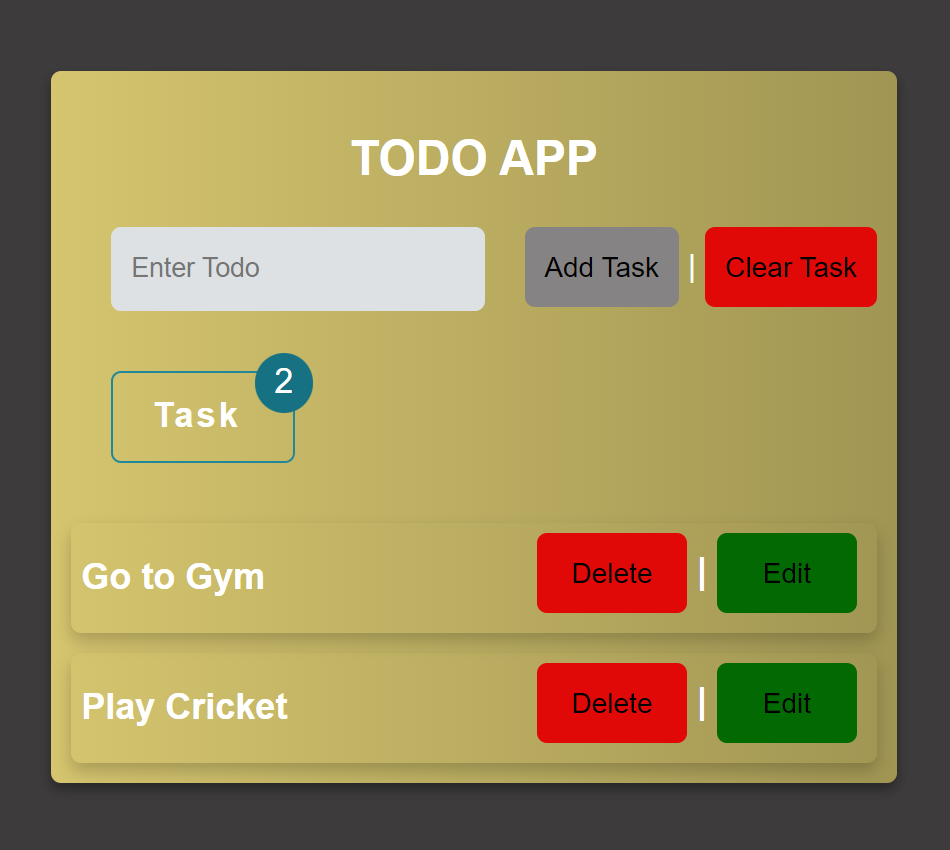 TODO APP
Enter Todo Add Task | Clear Task
Task 2
Go to Gym Delete | Edit
Play Cricket Delete | Edit